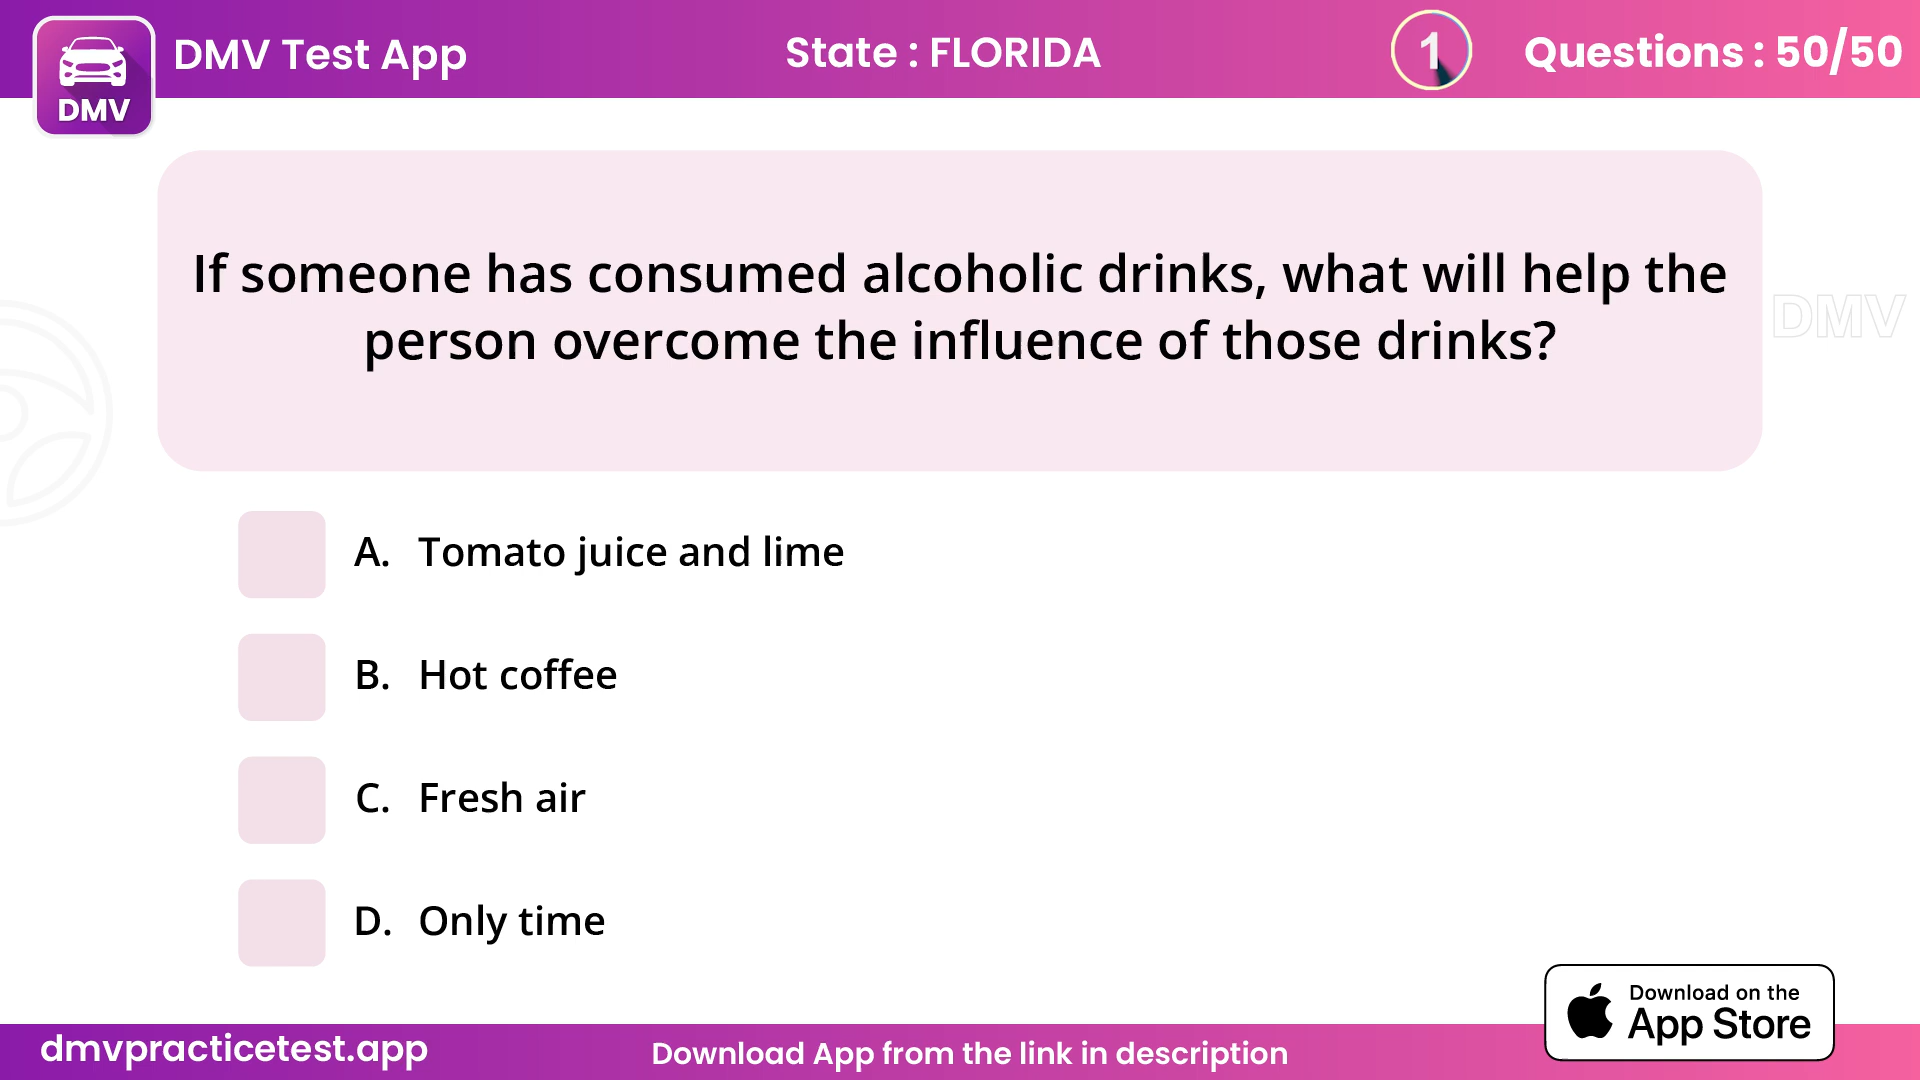 DMV
DMV Test App
State : FLORIDA
1
Questions : 50/50
If someone has consumed alcoholic drinks, what will help the
person overcome the influence of those drinks?
DMV
A. Tomato juice and lime
B. Hot coffee
C. Fresh air
D. Only time
Download on the
App Store
dmvpracticetest.app
Download App from the link in description